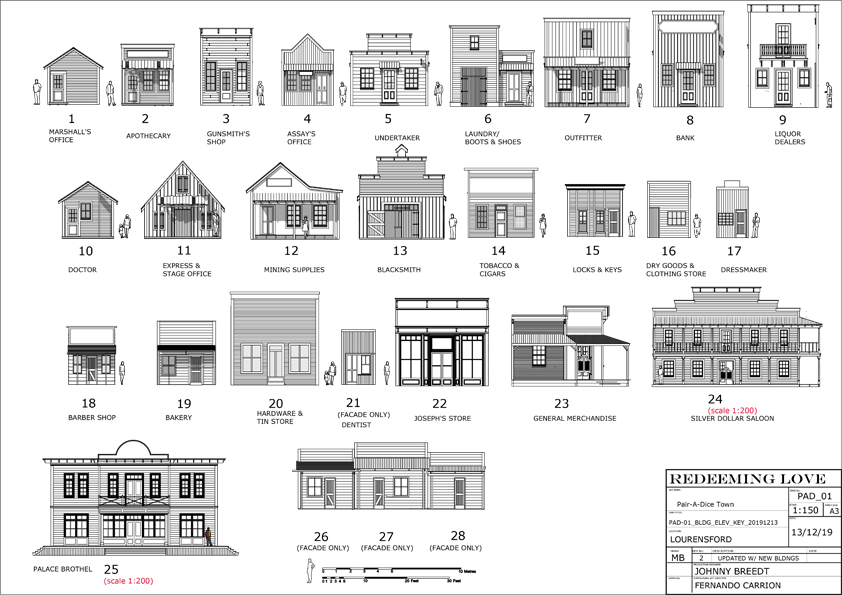 1
MARSHALL'S
OFFICE
2
APOTHECARY
3
GUNSMITH'S
SHOP
4
ASSAY'S
OFFICE
5
UNDERTAKER
6
LAUNDRY/
BOOTS & SHOES
7
OUTFITTER
8
BANK
9
LIQUOR
DEALERS
10
DOCTOR
11
EXPRESS &
STAGE OFFICE
12
MINING SUPPLIES
13
BLACKSMITH
14
TOBACCO &
CIGARS
15
LOCKS & KEYS
16
DRY GOODS &
CLOTHING STORE
17
DRESSMAKER
18
BARBER SHOP
19
BAKERY
20
HARDWARE &
TIN STORE
21
(FACADE ONLY)
DENTIST
22
JOSEPH'S STORE
23
GENERAL MERCHANDISE
24
(scale 1:200)
SILVER DOLLAR SALOON
PALACE BROTHEL
25
(scale 1:200)
26
(FACADE ONLY)
27
(FACADE ONLY)
28
(FACADE ONLY)
10 Metres
10
20 Feet
30 Feet
REDEEMING LOVE
Pair-A-Dice Town
PAD_01
1:150
A3
PAD-01_BLDG_ELEV_KEY_20191213
LOURENSFORD
13/12/19
MB
2
UPDATED W/ NEW BLDNGS
JOHNNY BREEDT
FERNANDO CARRION